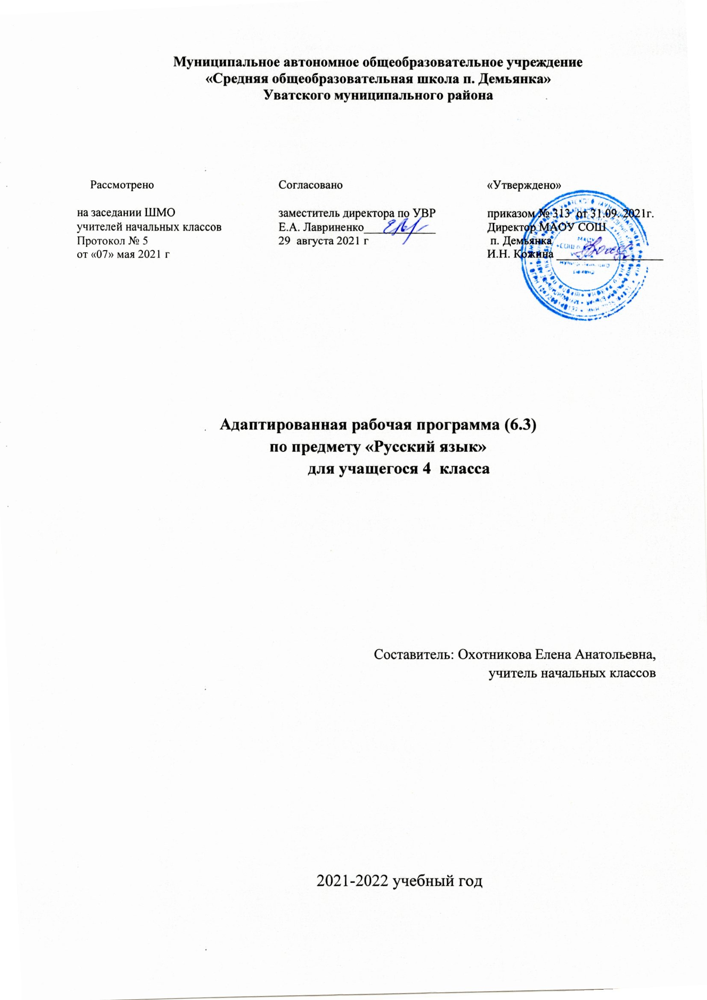 Муниципальное автономное общеобразовательное учреждение
«Средняя общеобразовательная школа п. Демьянка»
Уватского муниципального района
Рассмотрено
на заседании ШМО
учителей начальных классов
Протокол № 5
от «07» мая 2021 г
Согласовано
заместитель директора по УВР
Е.А. Лавриненко____________
29 августа 2021 г
«Утверждено»
приказом № 313 от 31.09. 2021г.
Директор МАОУ СОШ
п. Демьянка
И.Н. Кожина __________________
МАОУ
Адаптированная рабочая программа (6.3)
по предмету «Русский язык»
для учащегося 4 класса
Составитель: Охотникова Елена Анатольевна,
учитель начальных классов
2021-2022 учебный год